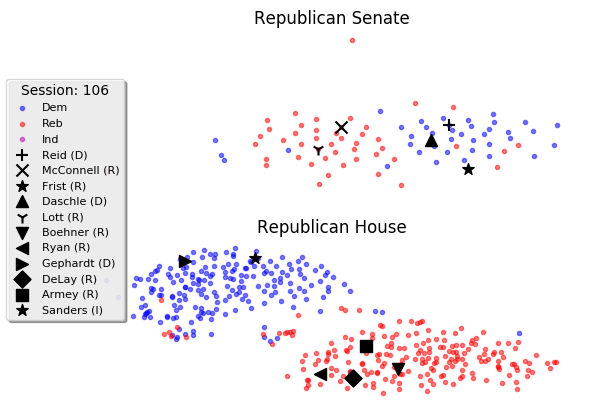 Republican Senate
Session: 106
Dem
Reb
Ind
Reid (D)
McConnell (R)
Frist (R)
Daschle (D)
Lott (R)
Boehner (R)
Ryan (R)
Gephardt (D)
DeLay (R)
Armey (R)
Sanders (I)
Republican House